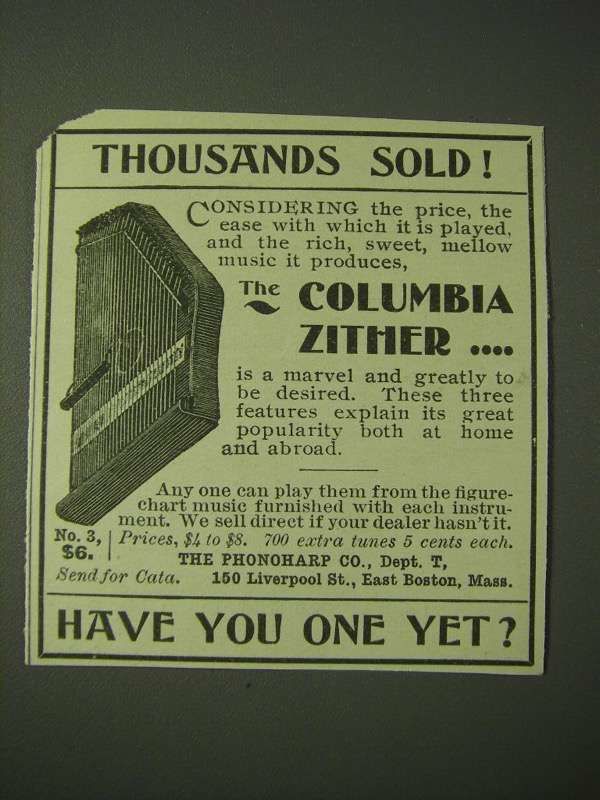 THOUSANDS SOLD!
CONSIDERING the price, the
ease with which it is played,
and the rich, sweet, mellow
music it produces,
The COLUMBIA
ZITHER ....
is a marvel and greatly to
be desired. These three
features explain its great
popularity both at home
and abroad.
Any one can play them from the figure-
chart music furnished with each instru-
ment. We sell direct if your dealer hasn't it.
No. 3, $6.
Prices, $4 to $8. 700 extra tunes 5 cents each.
THE PHONOHARP CO., Dept. T,
Send for Cata. 150 Liverpool St., East Boston, Mass.
HAVE YOU ONE YET?